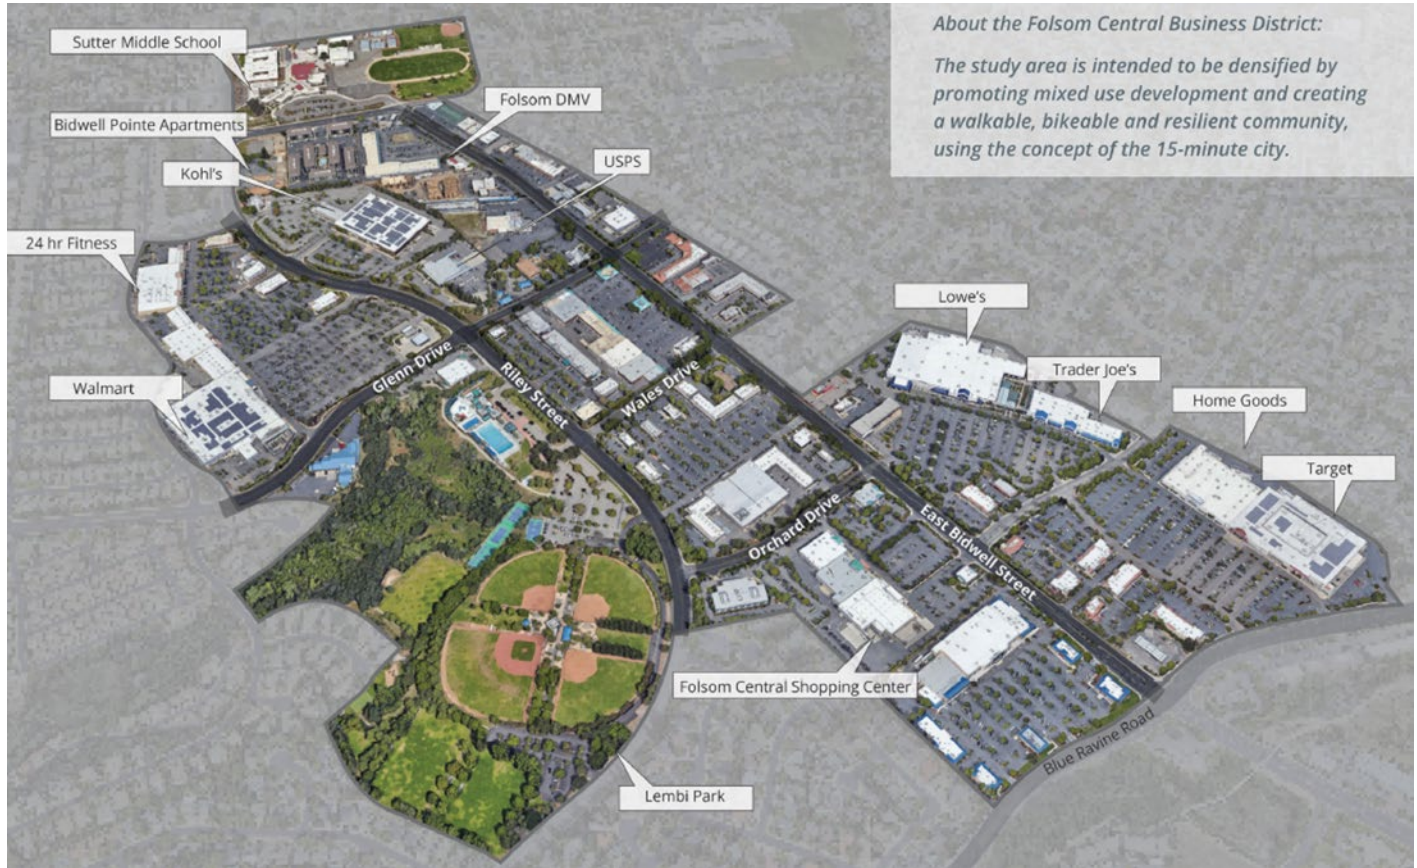 About the Folsom Central Business District:
The study area is intended to be densified by
promoting mixed use development and creating
a walkable, bikeable and resilient community,
using the concept of the 15-minute city.
Sutter Middle School
Folsom DMV
Bidwell Pointe Apartments
USPS
Kohl's
24 hr Fitness
Lowe's
Trader Joe's
Home Goods
Walmart
Glenn Drive
Riley Street
Wales Drive
Target
Orchard Drive
East Bidwell Street
Folsom Central Shopping Center
Blue Ravine Road
Lembi Park